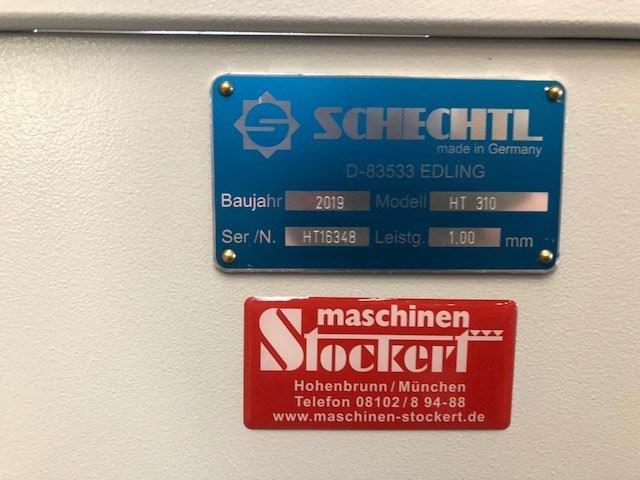 S SCHECHTL
made in Germany
D-83533 EDLING
Baujahr 2019 Modell HT 310
Ser /N. HT16348 Leistg. 1.00 mm
maschinen
Stockert
Hohenbrunn/München
Telefon 08102/8 94-88
www.maschinen-stockert.de